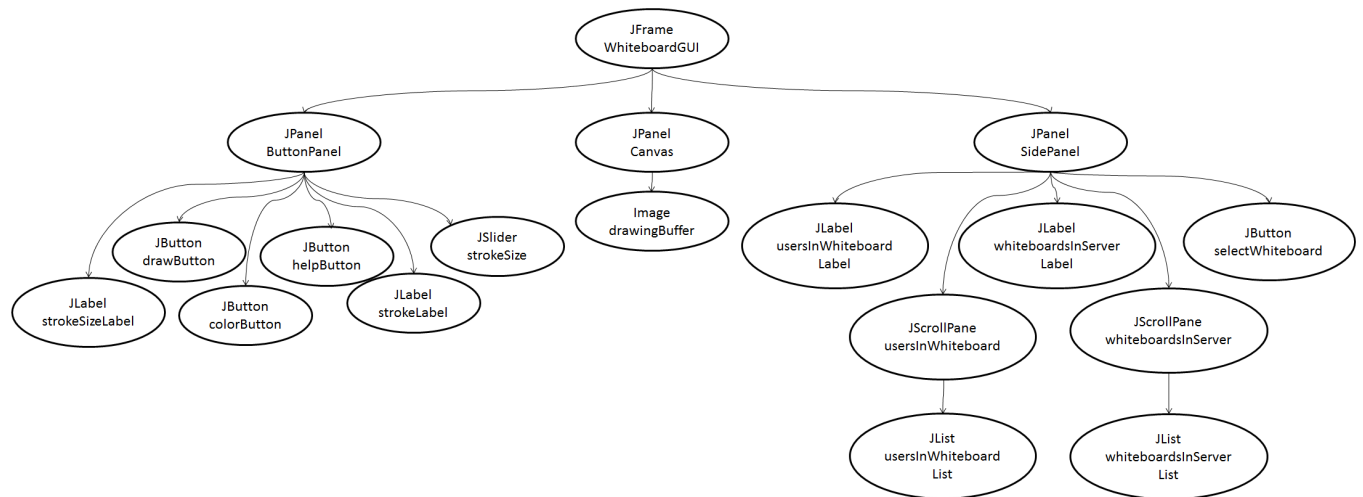 JFrame
WhiteboardGUI
JPanel
ButtonPanel
JPanel
Canvas
JPanel
SidePanel
JLabel
strokeSizeLabel
JButton
drawButton
JButton
colorButton
JButton
helpButton
JLabel
strokeLabel
JSlider
strokeSize
Image
drawingBuffer
JLabel
usersInWhiteboard
Label
JScrollPane
usersInWhiteboard
JList
usersInWhiteboard
List
JLabel
whiteboardsInServer
Label
JScrollPane
whiteboardsInServer
JList
whiteboardsInServer
List
JButton
selectWhiteboard